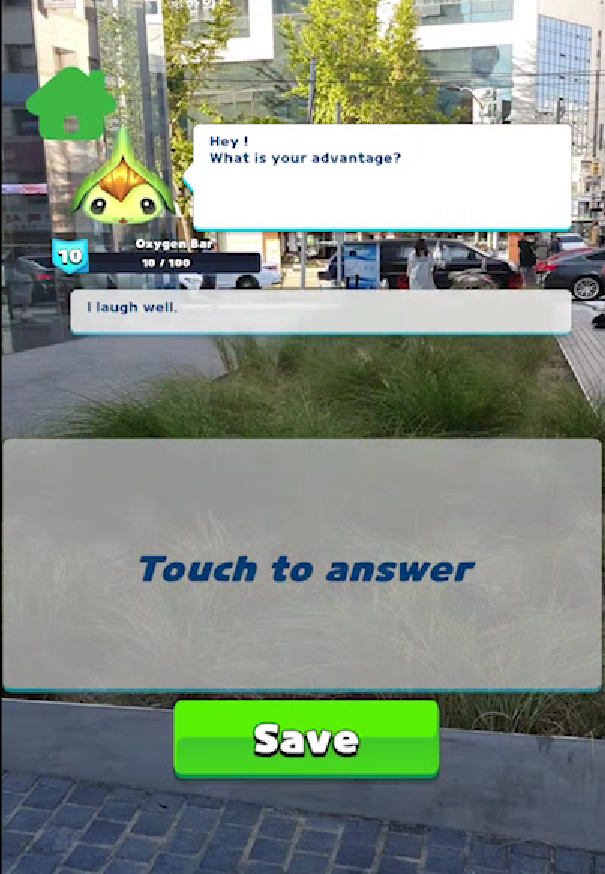 Hey !
What is your advantage?
Oxygen Bar
10
10 / 100
I laugh well.
Touch to answer
Save